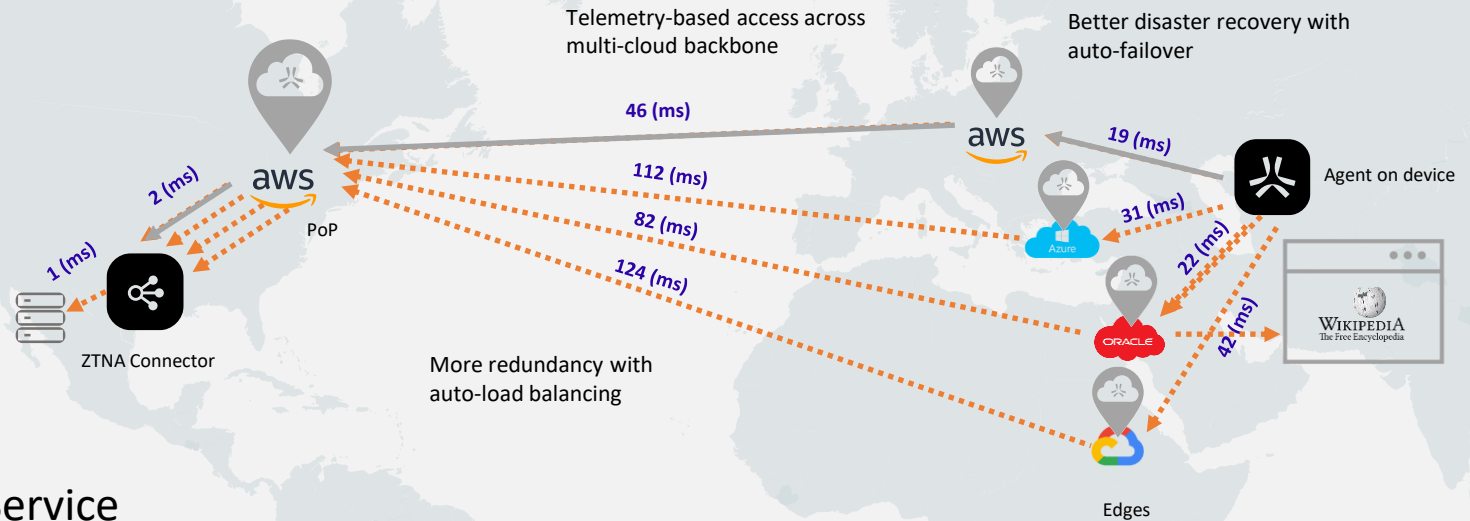 Telemetry-based access across
multi-cloud backbone
Better disaster recovery with
auto-failover
46 (ms)
aws
19 (ms)
Agent on device
aws
PoP
2 (ms)
112 (ms)
31 (ms)
Azure
82 (ms)
22 (ms)
124 (ms)
1 (ms)
ZTNA Connector
ORACLE
42 (ms)
WIKIPEDIA
The Free Encyclopedia
More redundancy with
auto-load balancing
Edges